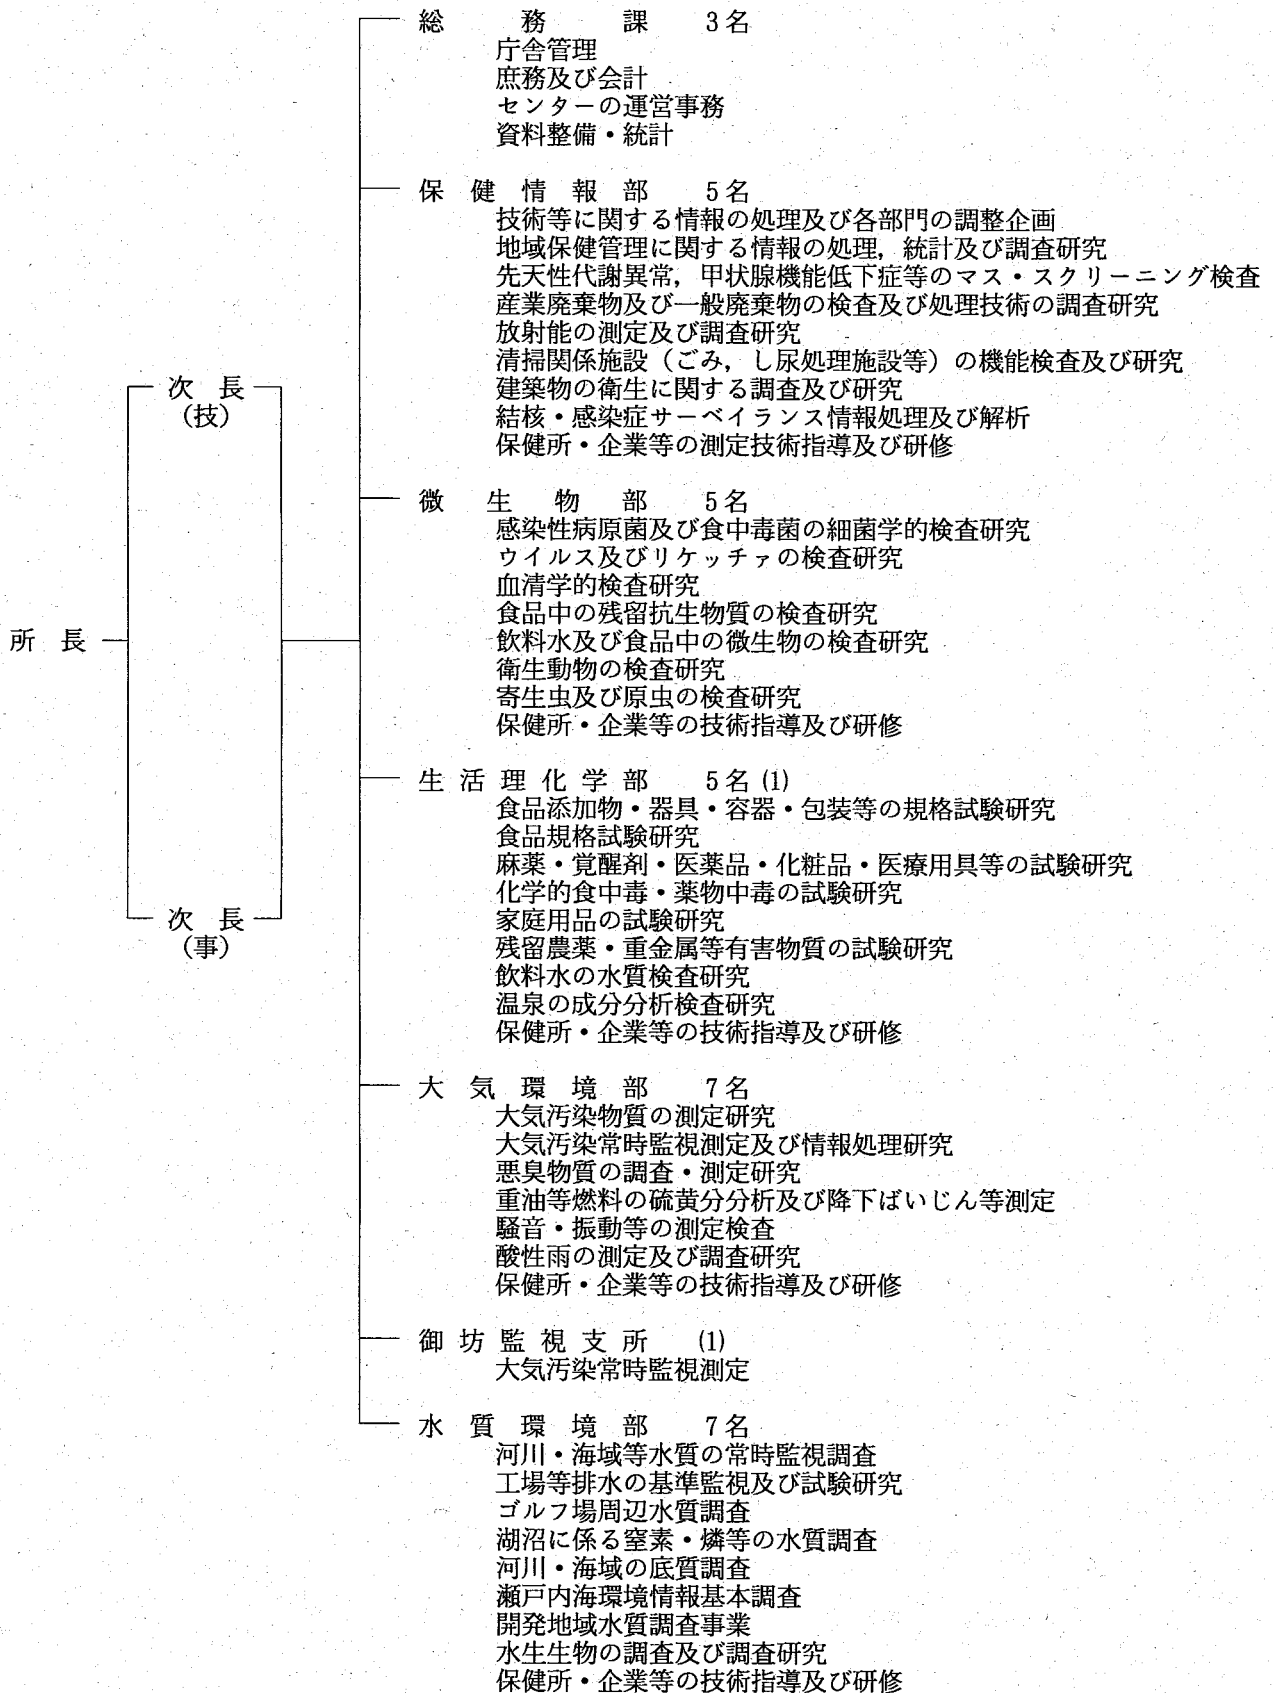 所長
次長
(技)
次長
(事)
総務課 3名
庁舎管理
庶務及び会計
センターの運営事務
資料整備・統計
保健情報部 5名
技術等に関する情報の処理及び各部門の調整企画
地域保健管理に関する情報の処理，統計及び調査研究
先天性代謝異常，甲状腺機能低下症等のマス・スクリーニング検査
産業廃棄物及び一般廃棄物の検査及び処理技術の調査研究
放射能の測定及び調査研究
清掃関係施設（ごみ，し尿処理施設等）の機能検査及び研究
建築物の衛生に関する調査及び研究
結核・感染症サーベイランス情報処理及び解析
保健所・企業等の測定技術指導及び研修
微生物部 5名
感染性病原菌及び食中毒菌の細菌学的検査研究
ウイルス及びリケッチァの検査研究
血清学的検査研究
食品中の残留抗生物質の検査研究
飲料水及び食品中の微生物の検査研究
衛生動物の検査研究
寄生虫及び原虫の検査研究
保健所・企業等の技術指導及び研修
生活理化学部 5名(1)
食品添加物・器具・容器・包装等の規格試験研究
食品規格試験研究
麻薬・覚醒剤・医薬品・化粧品・医療用具等の試験研究
化学的食中毒・薬物中毒の試験研究
家庭用品の試験研究
残留農薬・重金属等有害物質の試験研究
飲料水の水質検査研究
温泉の成分分析検査研究
保健所・企業等の技術指導及び研修
大気環境部 7名
大気汚染物質の測定研究
大気汚染常時監視測定及び情報処理研究
悪臭物質の調査・測定研究
重油等燃料の硫黄分分析及び降下ばいじん等測定
騒音・振動等の測定検査
酸性雨の測定及び調査研究
保健所・企業等の技術指導及び研修
御坊監視支所 (1)
大気汚染常時監視測定
水質環境部 7名
河川・海域等水質の常時監視調査
工場等排水の基準監視及び試験研究
ゴルフ場周辺水質調査
湖沼に係る窒素・燐等の水質調査
河川・海域の底質調査
瀬戸内海環境情報基本調査
開発地域水質調査事業
水生生物の調査及び調査研究
保健所・企業等の技術指導及び研修